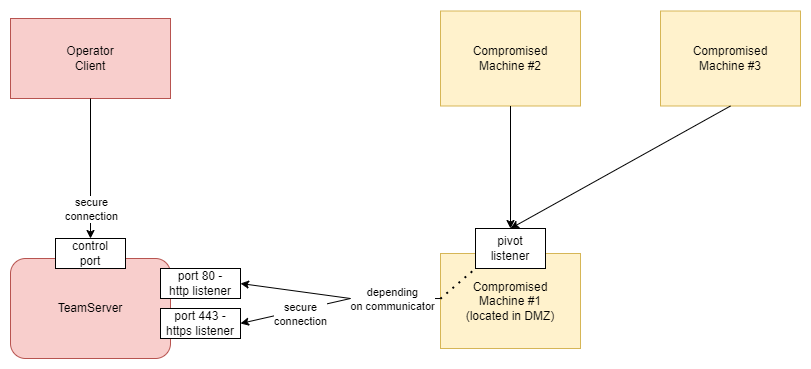 Operator
Client
Compromised
Machine #2
Compromised
Machine #3
secure
connection
control
port
pivot
listener
TeamServer
port 80 -
http listener
port 443 -
https listener
secure
connection
depending
on communicator
Compromised
Machine #1
(located in DMZ)